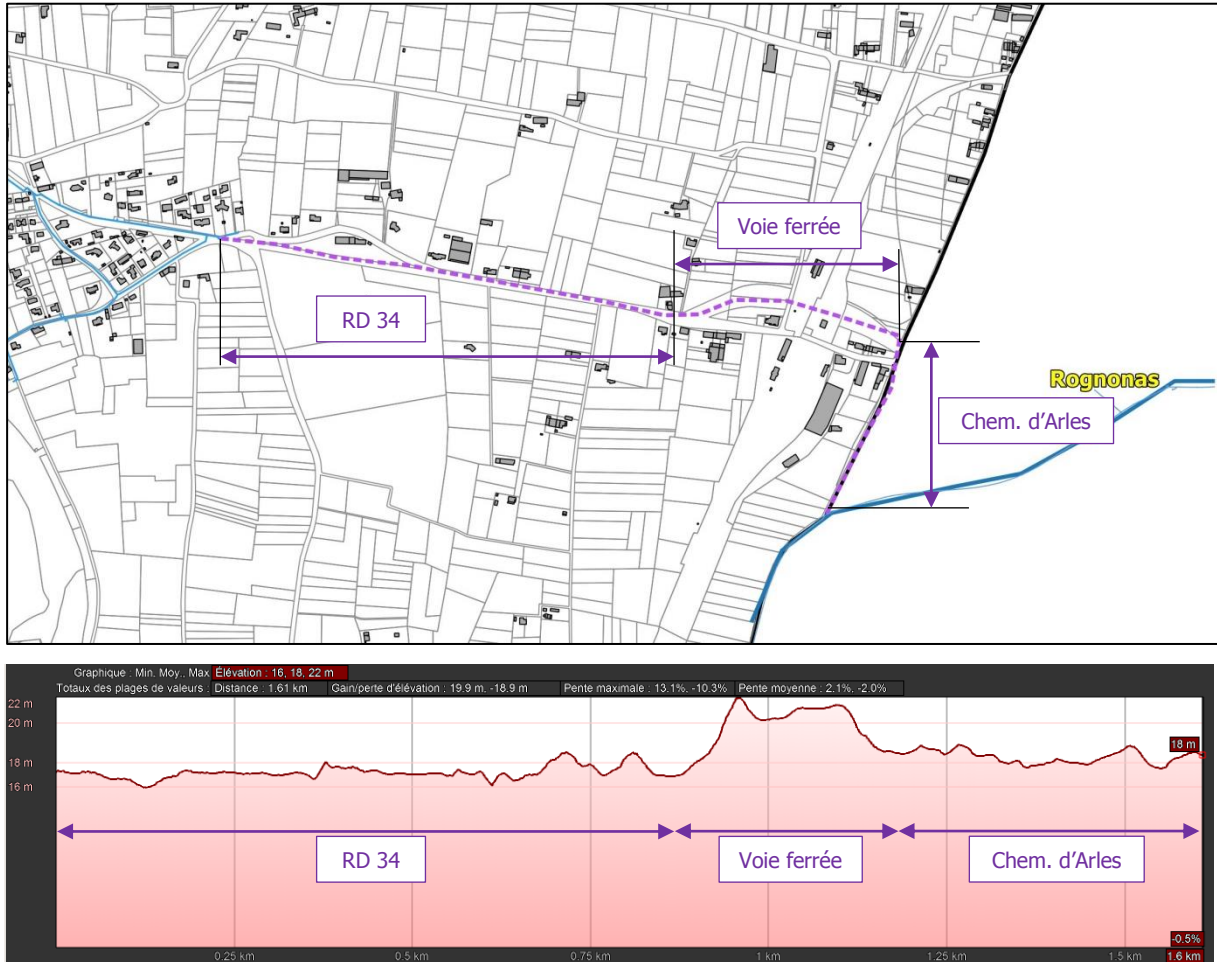 Voie ferrée
RD 34
Rognonas
Chem. d'Arles
Graphique : Min. Moy.. Max Élévation : 16, 18, 22 m
Totaux des plages de valeurs : Distance : 1.61 km Gain/perte d'élévation : 19.9 m. -18.9 m Pente maximale : 13.1%. -10.3% Pente moyenne : 2.1%. -2.0%
22 m
20 m
18 m
18 m
16 m
RD 34
Voie ferrée
Chem. d'Arles
-0.5%
0.25 km 0.5 km 0.75 km 1 km 1.25 km 1.5 km 1.6 km